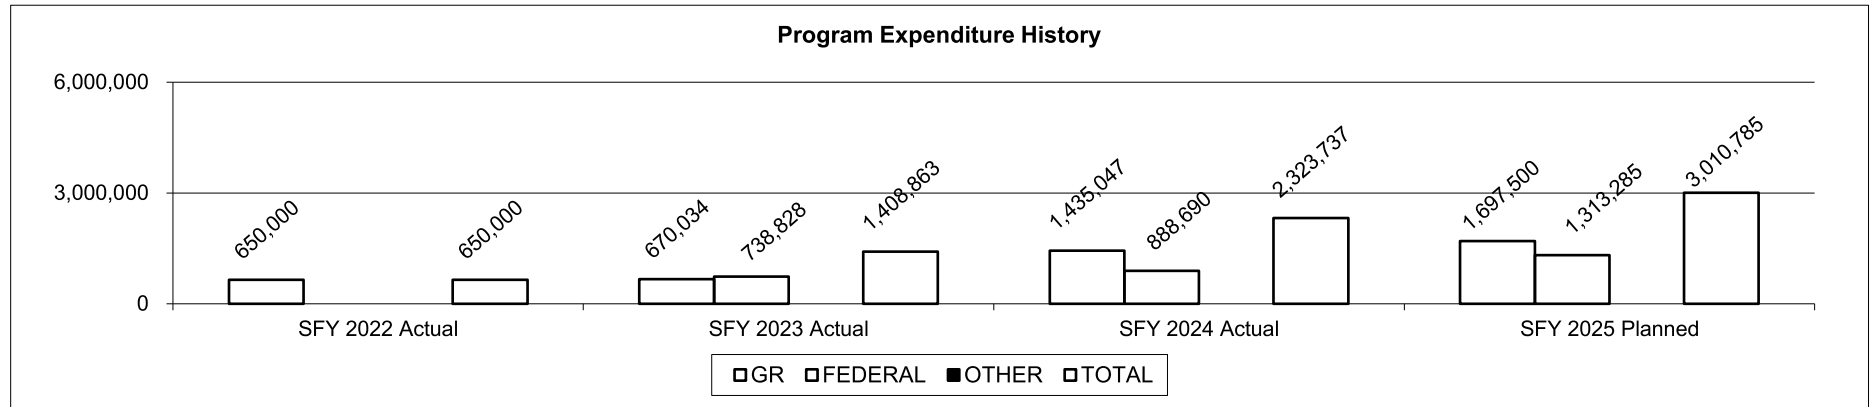 Program Expenditure History
6,000,000
3,000,000
0
650,000
650,000
670,034
738,828
1,408,863
1,435,047
888,690
2,323,737
1,697,500
1,313,285
3,010,785
SFY 2022 Actual
SFY 2023 Actual
SFY 2024 Actual
SFY 2025 Planned
GR FEDERAL OTHER TOTAL